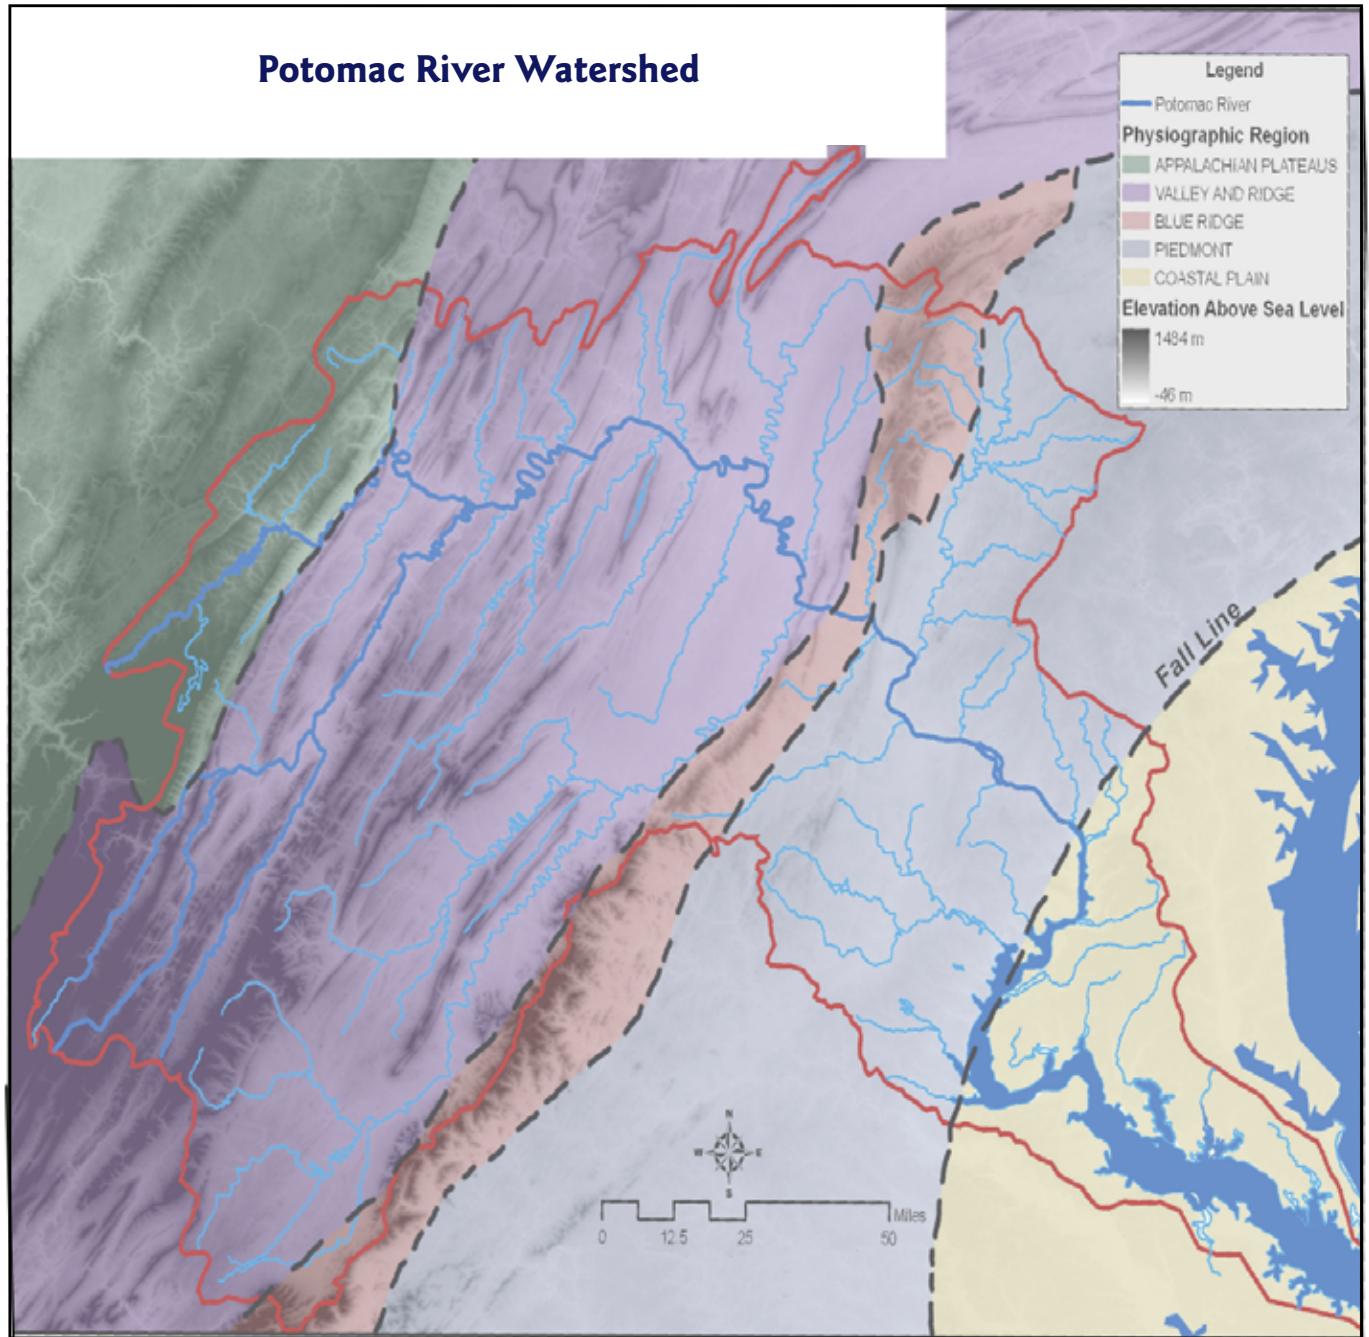 Potomac River Watershed
Legend
Potomac River
Physiographic Region
APPALACHIAN PLATEAUS
VALLEY AND RIDGE
BLUE RIDGE
PIEDMONT
COASTAL PLAIN
Elevation Above Sea Level
1484 m
-46 m
Fall Line
N
W E
S
Miles
0 12.5 25 50